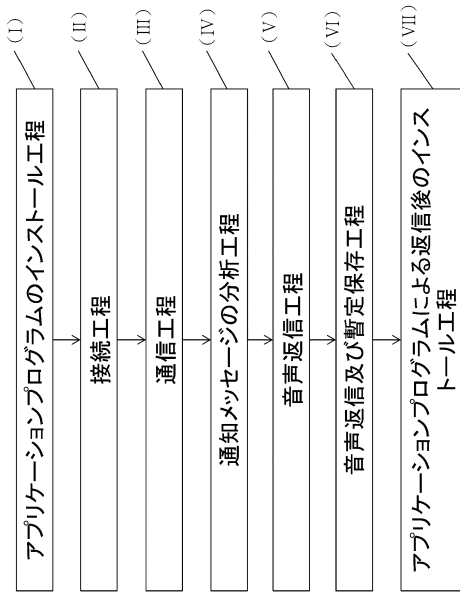 (I)
アプリケーションプログラムのインストール工程
(II)
接続工程
(III)
通信工程
(IV)
通知メッセージの分析工程
(V)
音声返信工程
(VI)
音声返信及び暫定保存工程
(VII)
アプリケーションプログラムによる返信後のインス
トール工程